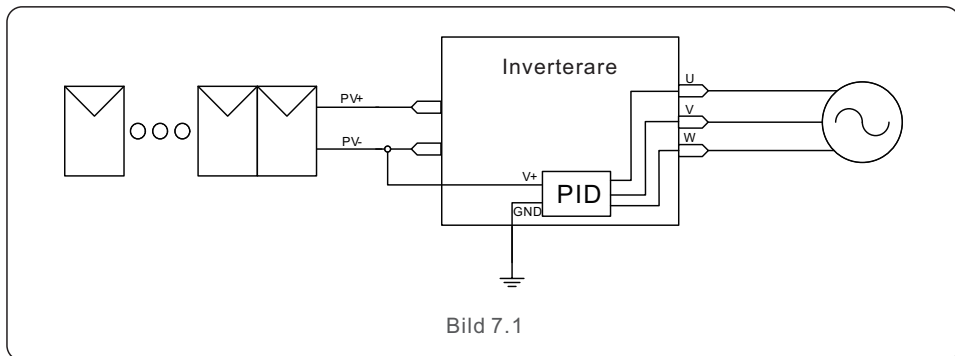 Inverterare
U
PV+
V
PV-
W
V+
PID
GND
Bild 7.1